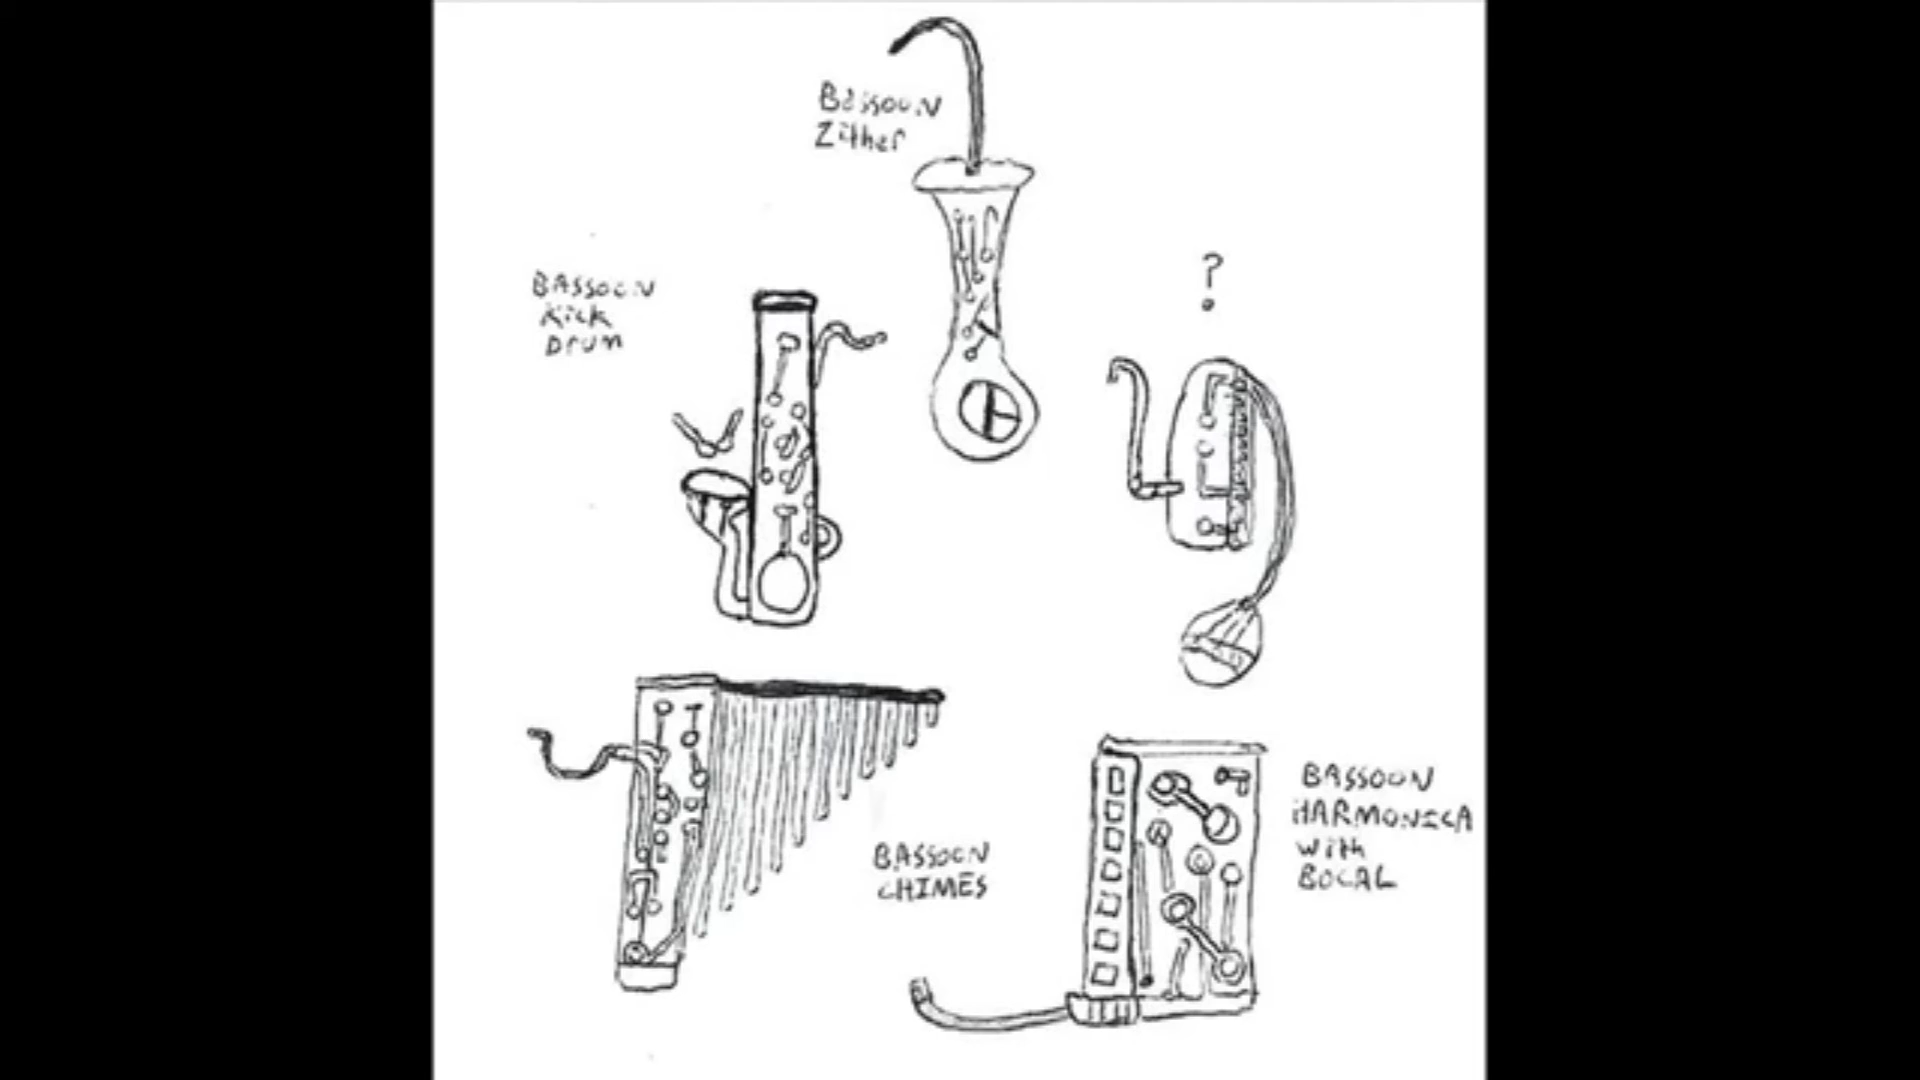 Bassoon
Zither
BASSOON
Kick
Drum
?
BASSOON
CHIMES
BASSOON
HARMONICA
With
BOCAL